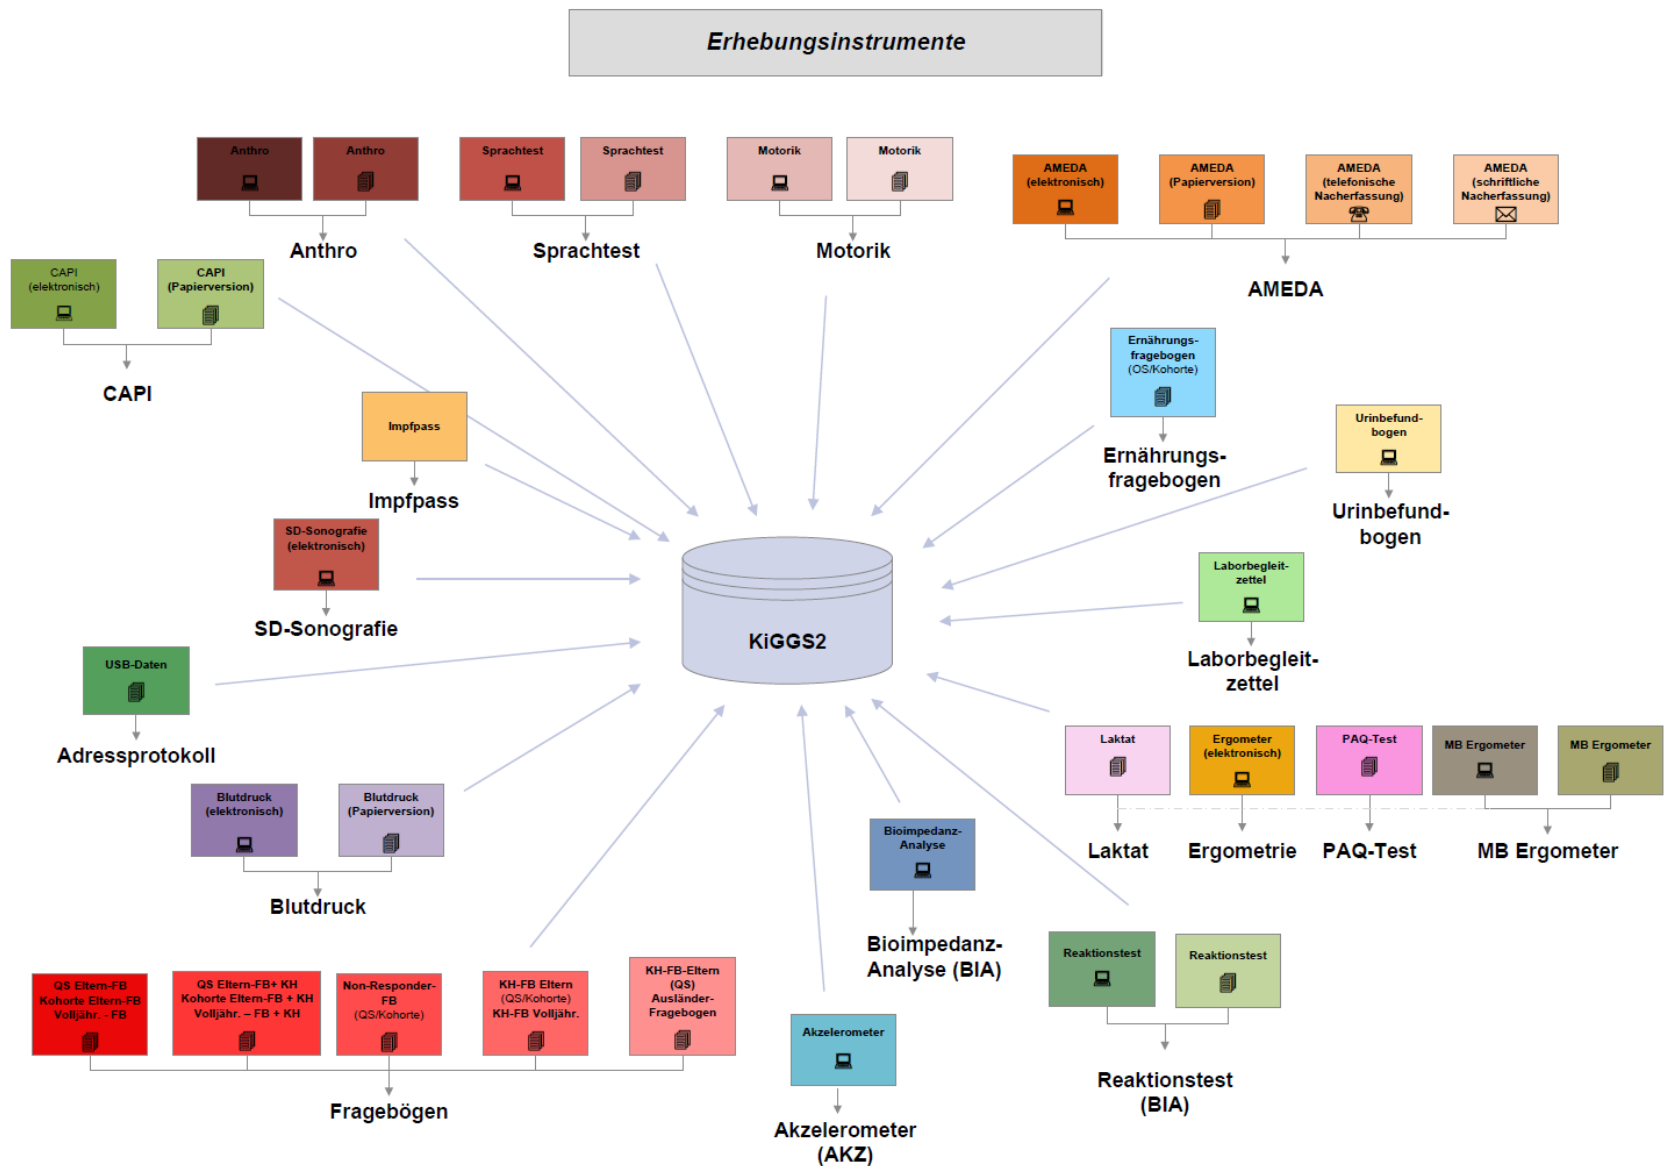 Erhebungsinstrumente
Anthro
Anthro
Anthro
Sprachtest
Sprachtest
Sprachtest
Motorik
Motorik
Motorik
AMEDA
(elektronisch)
AMEDA
(Papierversion)
AMEDA
(telefonische
Nacherfassung)
AMEDA
(schriftliche
Nacherfassung)
AMEDA
CAPI
(elektronisch)
CAPI
(Papierversion)
CAPI
Impfpass
Impfpass
Ernährungs-
fragebogen
(OS/Kohorte)
Ernährungs-
fragebogen
Urinbefund-
bogen
Urinbefund-
bogen
SD-Sonografie
(elektronisch)
SD-Sonografie
Laborbegleit-
zettel
Laborbegleit-
zettel
KiGGS2
USB-Daten
Adressprotokoll
Laktat
Laktat
Ergometer
(elektronisch)
Ergometrie
PAQ-Test
PAQ-Test
MB Ergometer
MB Ergometer
MB Ergometer
Blutdruck
(elektronisch)
Blutdruck
(Papierversion)
Blutdruck
Bioimpedanz-
Analyse
Bioimpedanz-
Analyse (BIA)
Reaktionstest
Reaktionstest
Reaktionstest
(BIA)
QS Eltern-FB
Kohorte Eltern-FB
Volljähr. - FB
QS Eltern-FB+ KH
Kohorte Eltern-FB + KH
Volljähr. – FB + KH
Non-Responder-
FB
(QS/Kohorte)
KH-FB Eltern
(QS/Kohorte)
KH-FB Volljähr.
KH-FB-Eltern
(QS)
Ausländer-
Fragebogen
Fragebögen
Akzelerometer
Akzelerometer
(AKZ)